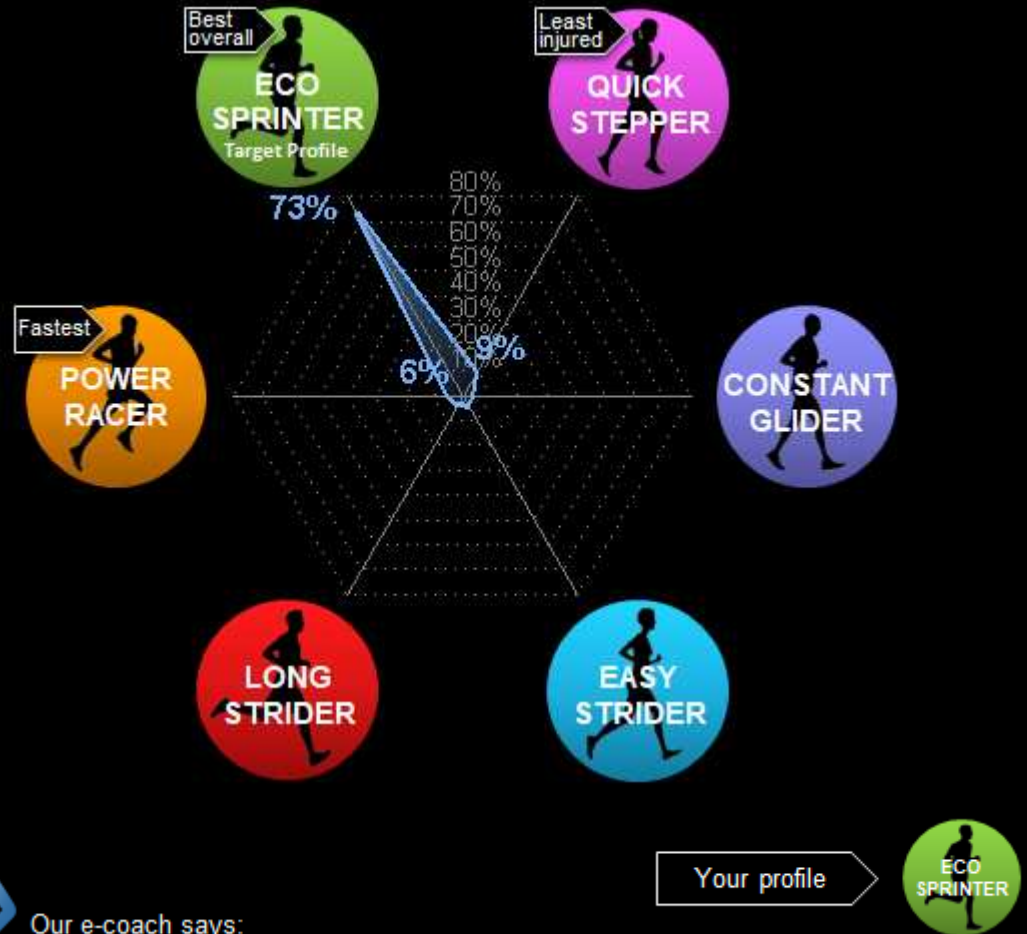 Best
overall
ECO
SPRINTER
Target Profile
Least
injured
QUICK
STEPPER
80%
73%
70%
60%
50%
40%
30%
20%
9%
6%
Fastest
POWER
RACER
CONSTANT
GLIDER
LONG
STRIDER
EASY
STRIDER
Your profile
ECO
SPRINTER
Our e-coach says: